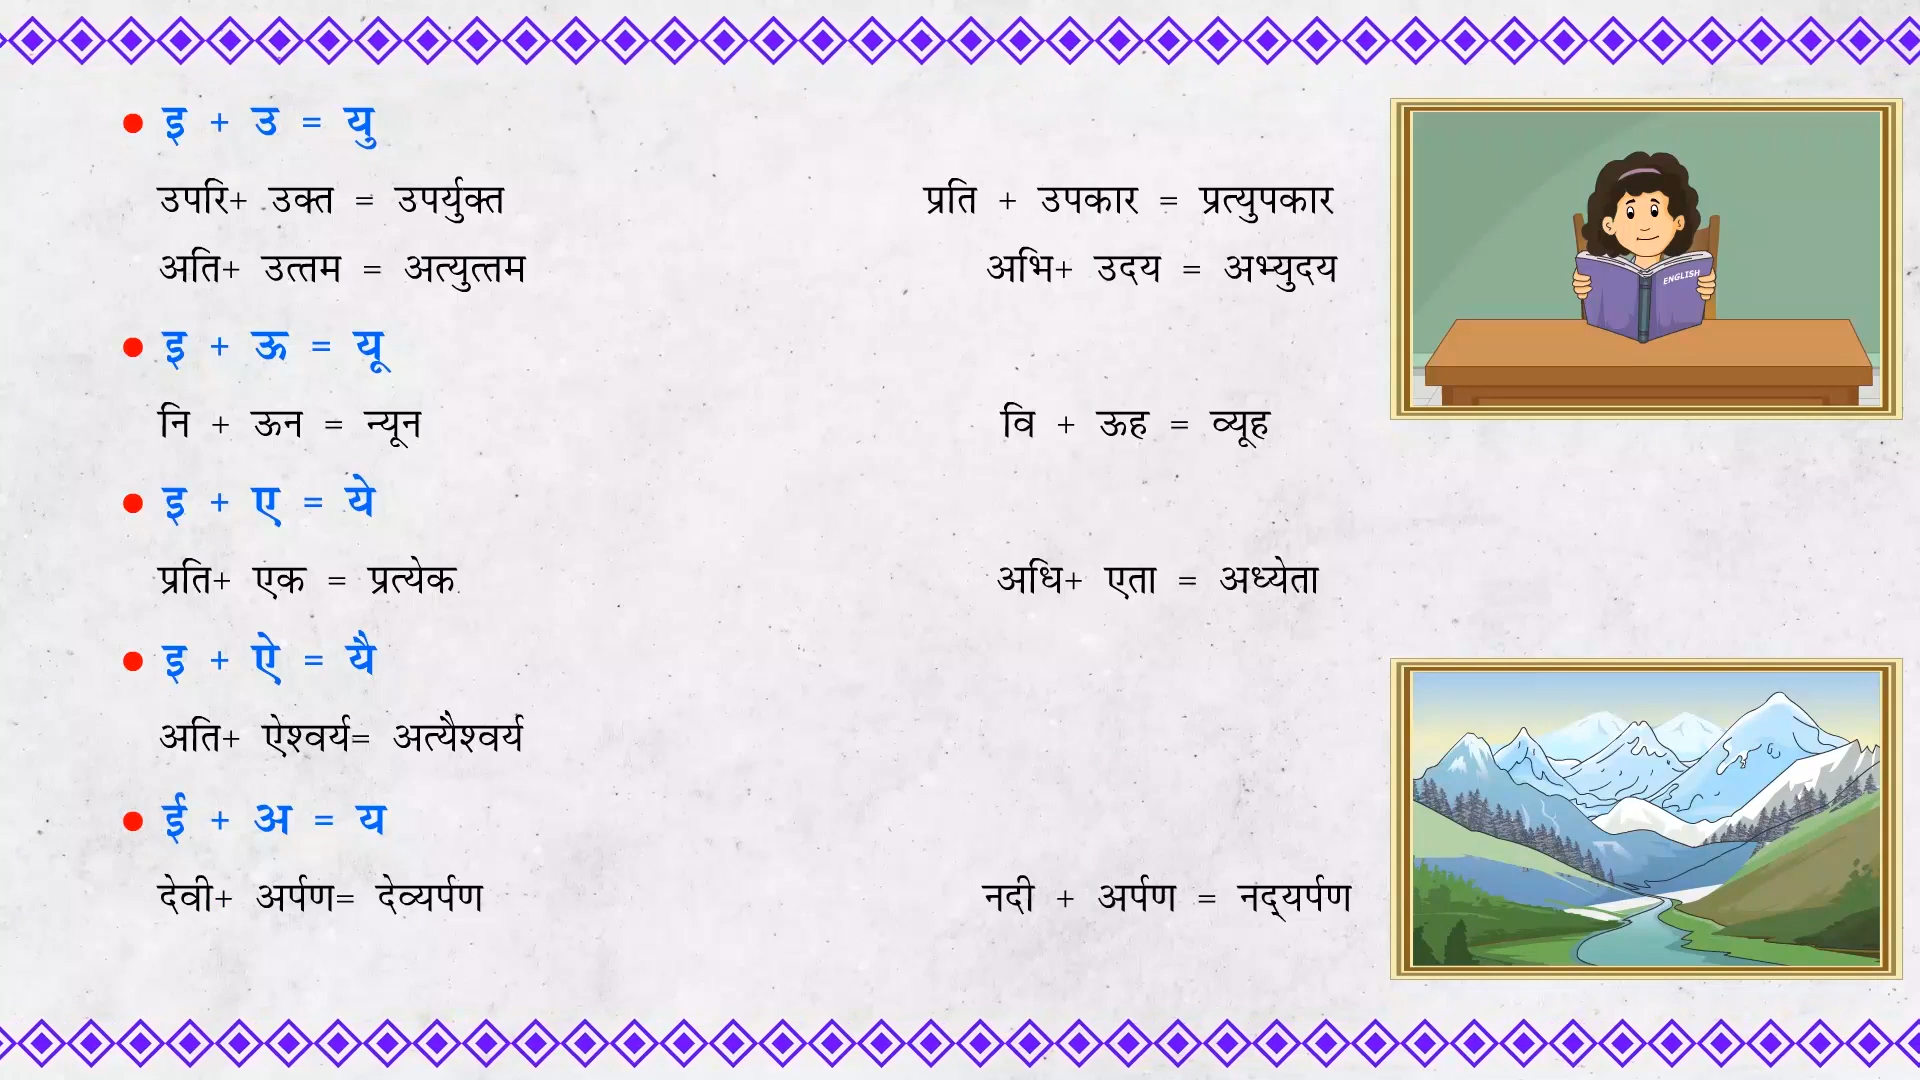 • इ + उ = यु
उपरि+ उक्त = उपर्युक्त प्रति + उपकार = प्रत्युपकार
अति+ उत्तम = अत्युत्तम अभि+ उदय = अभ्युदय
• इ + ऊ = यू
नि + ऊन = न्यून वि + ऊह = व्यूह
• इ + ए = ये
प्रति+ एक = प्रत्येक अधि+ एता = अध्येता
• इ + ऐ = यै
अति+ ऐश्वर्य= अत्यैश्वर्य
• ई + अ = य
देवी+ अर्पण= देव्यर्पण नदी + अर्पण = नद्यर्पण
ENGLISH